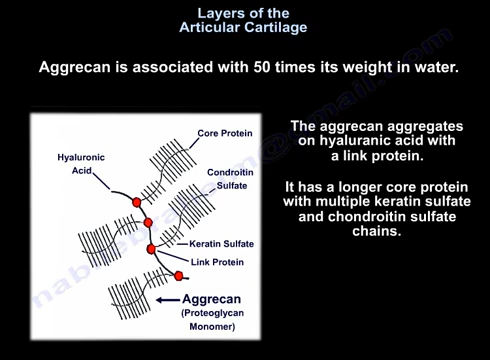 Layers of the
Articular Cartilage
Aggrecan is associated with 50 times its weight in water.
Core Protein
Hyaluronic
Acid
Condroitin
Sulfate
Keratin Sulfate
Link Protein
Aggrecan
(Proteoglycan
Monomer)
The aggrecan aggregates
on hyaluranic acid with
a link protein.
It has a longer core protein
with multiple keratin sulfate
and chondroitin sulfate
chains.